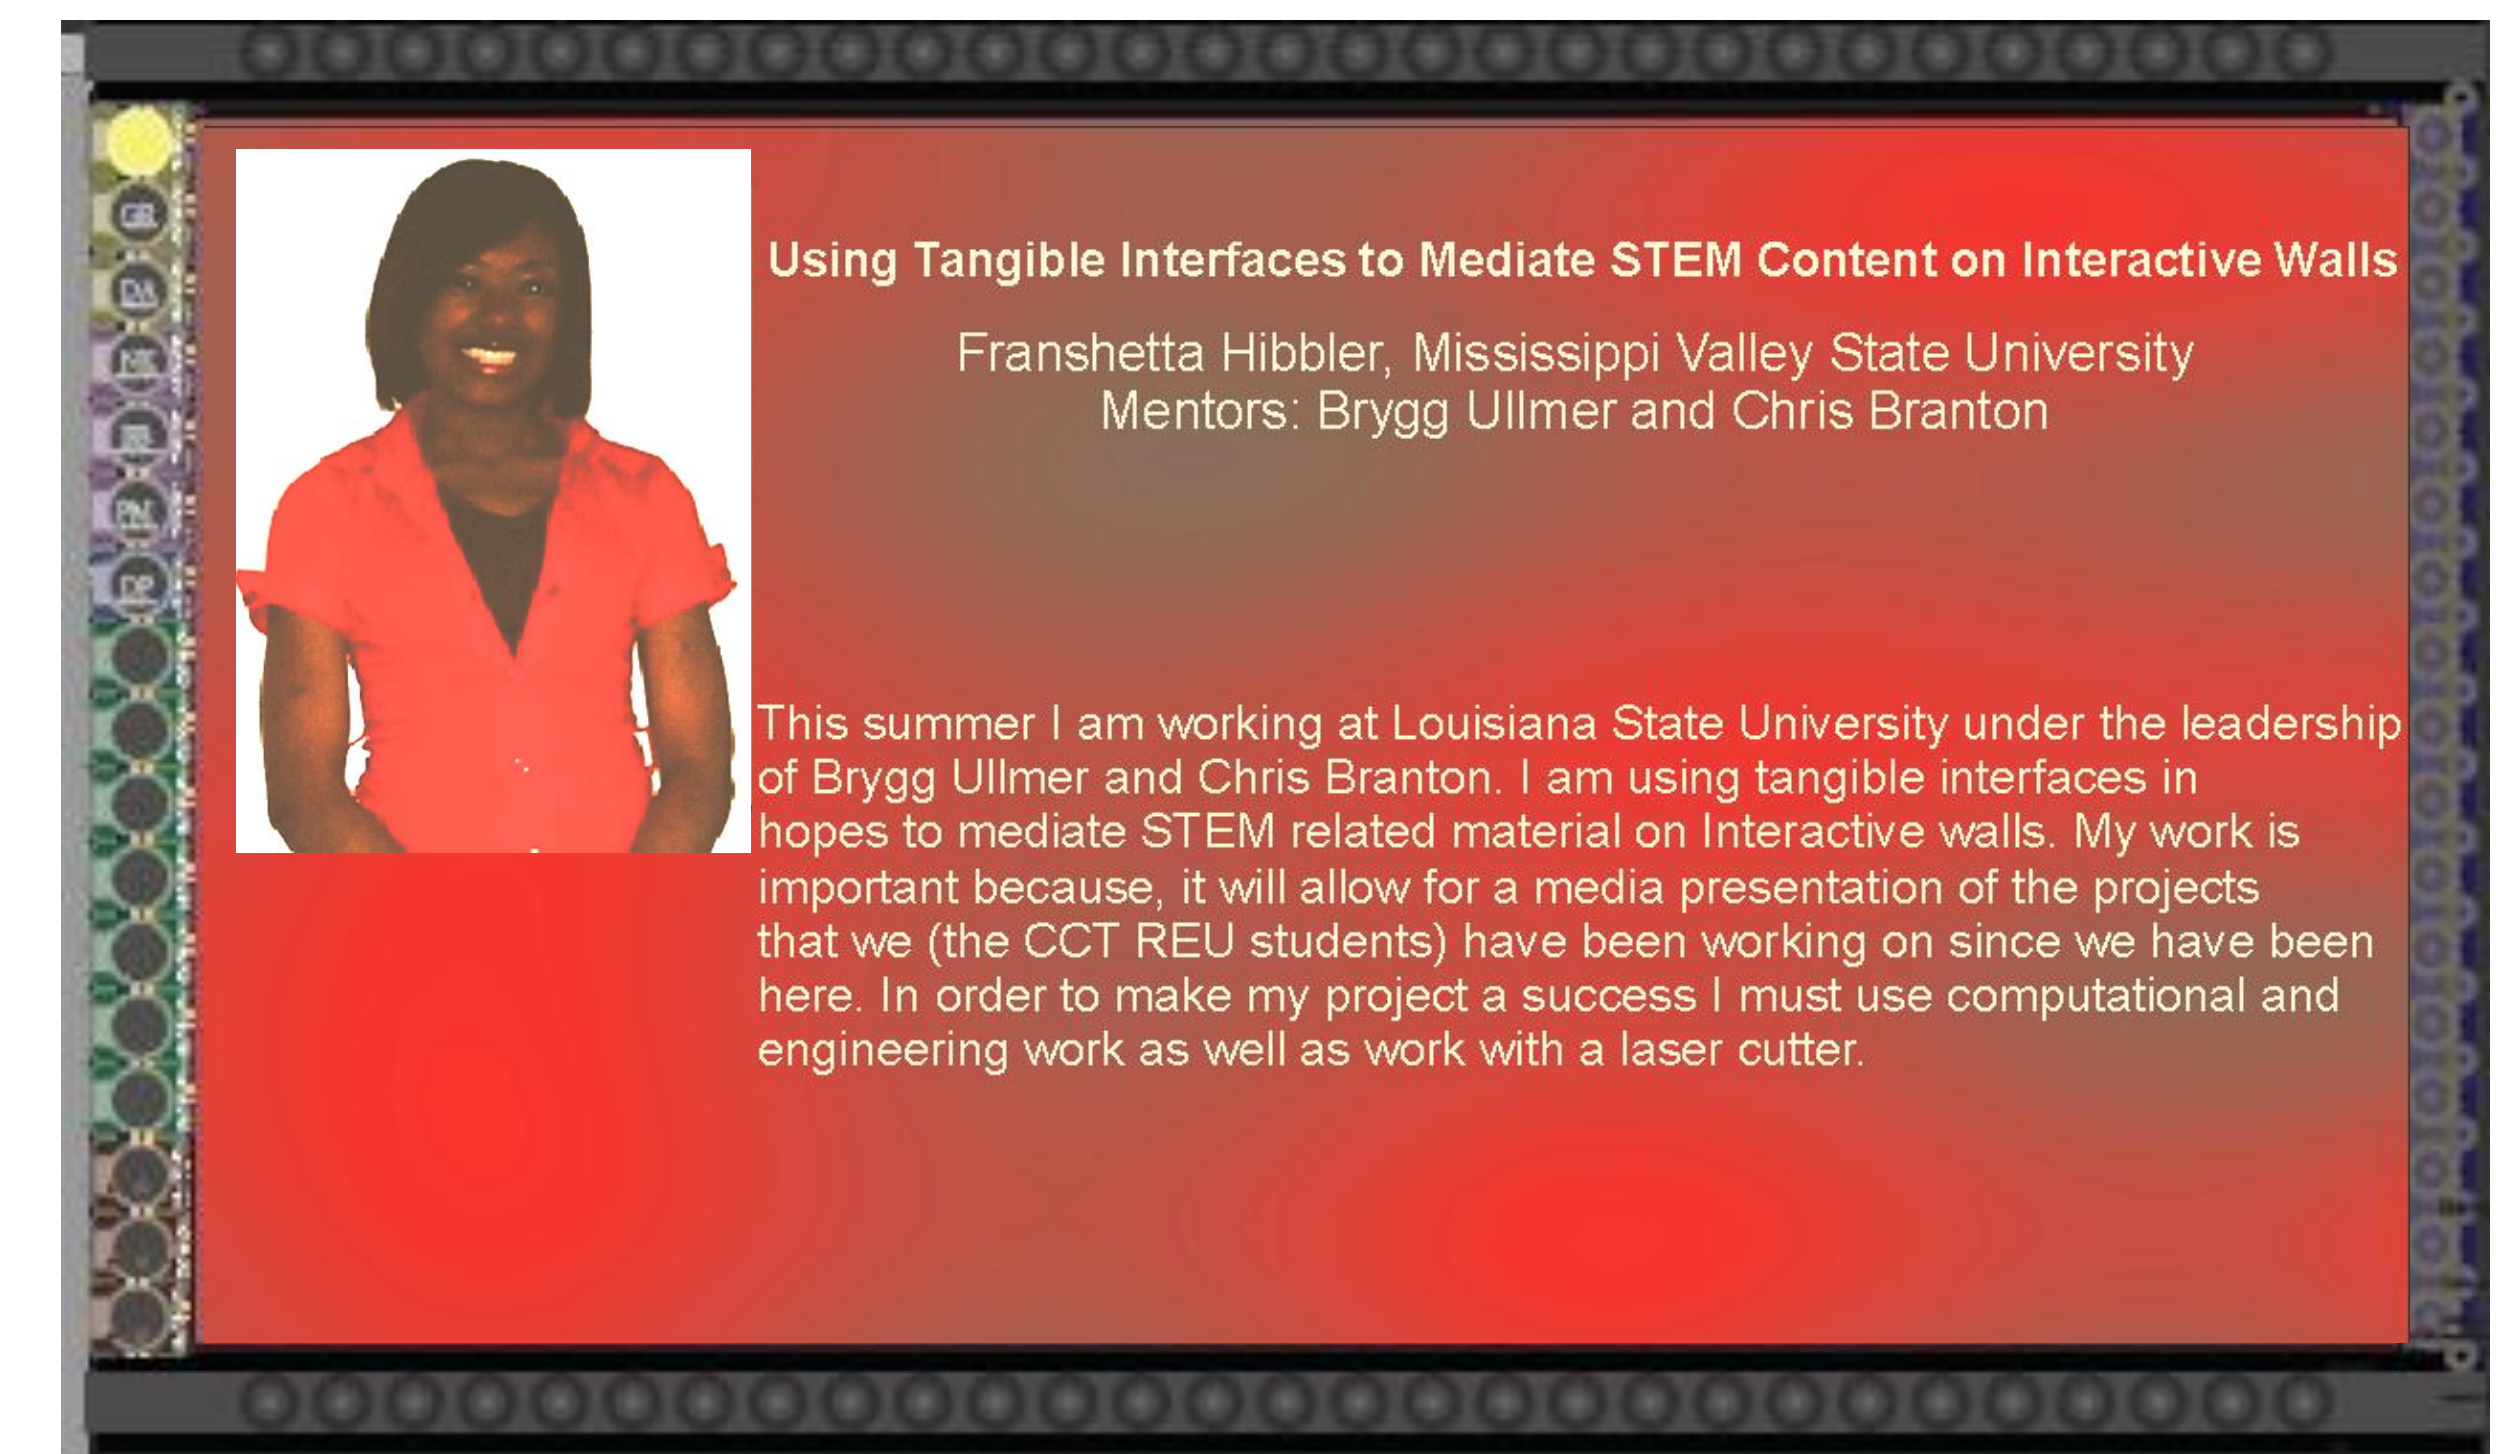 Using Tangible Interfaces to Mediate STEM Content on Interactive Walls
Franshetta Hibbler, Mississippi Valley State University
Mentors: Brygg Ullmer and Chris Branton
This summer I am working at Louisiana State University under the leadership
of Brygg Ullmer and Chris Branton. I am using tangible interfaces in
hopes to mediate STEM related material on Interactive walls. My work is
important because, it will allow for a media presentation of the projects
that we (the CCT REU students) have been working on since we have been
here. In order to make my project a success I must use computational and
engineering work as well as work with a laser cutter.
GR
DA